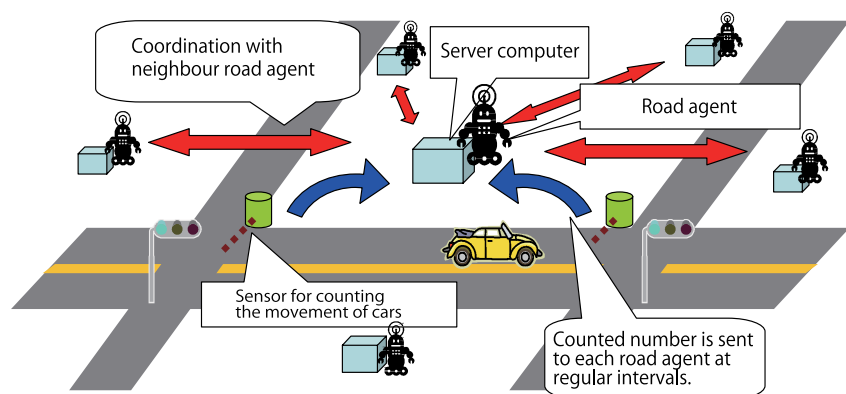 Coordination with
neighbour road agent
Server computer
Road agent
Sensor for counting
the movement of cars
Counted number is sent
to each road agent at
regular intervals.